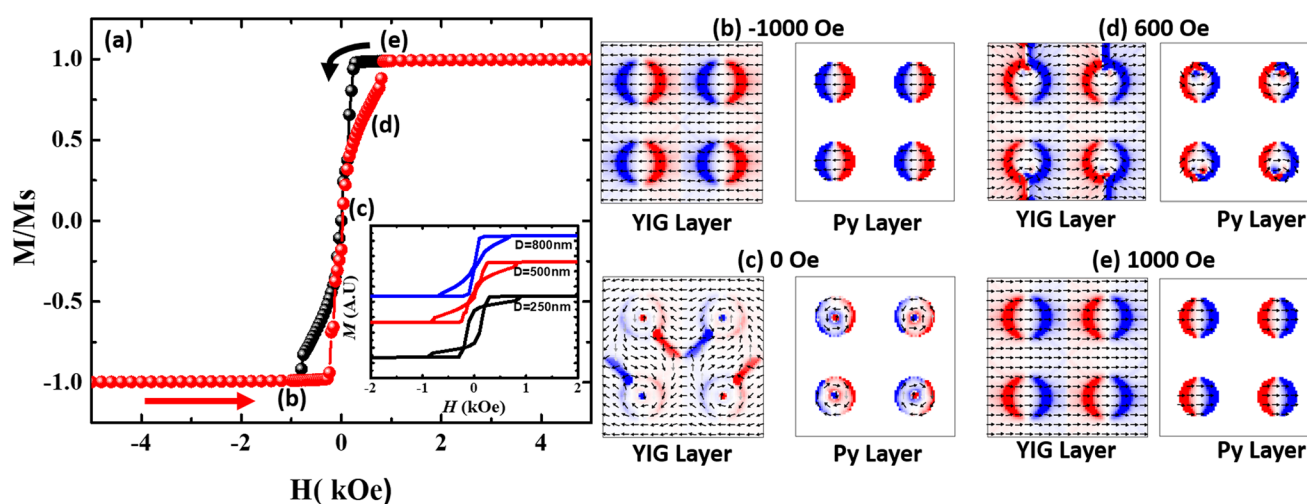 (a)
(e)
(d)
(c)
(b)
M/Ms
1.0
0.5
0.0
-0.5
-1.0
-4
-2
0
2
4
H( kOe)
M (A.U)
D=800nm
D=500nm
D=250nm
-2
-1
0
1
2
H (kOe)
(b) -1000 Oe
YIG Layer
Py Layer
(c) 0 Oe
YIG Layer
Py Layer
(d) 600 Oe
YIG Layer
Py Layer
(e) 1000 Oe
YIG Layer
Py Layer